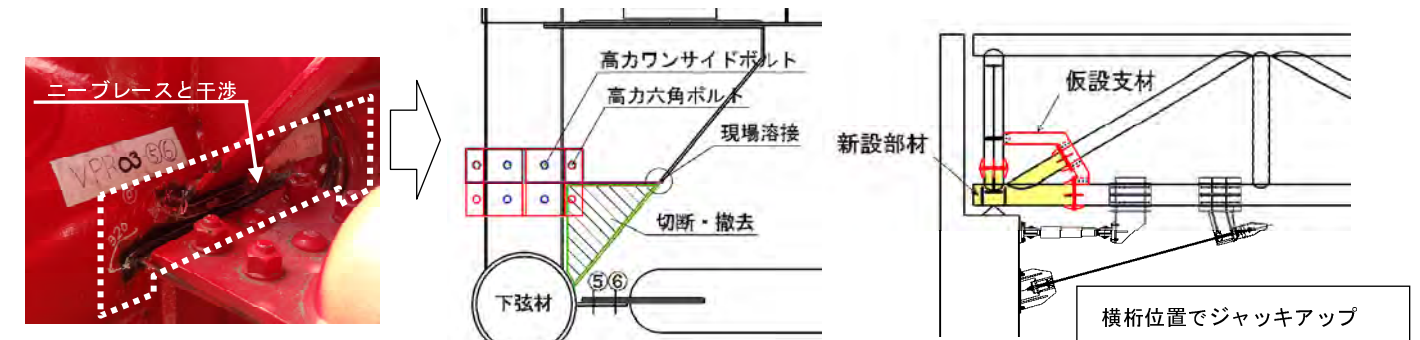 ニーブレースと干渉
VPR03 ⑤⑥
320
高力ワンサイドボルト
高力六角ボルト
現場溶接
切断・撤去
下弦材
⑤⑥
仮設支材
新設部材
横桁位置でジャッキアップ